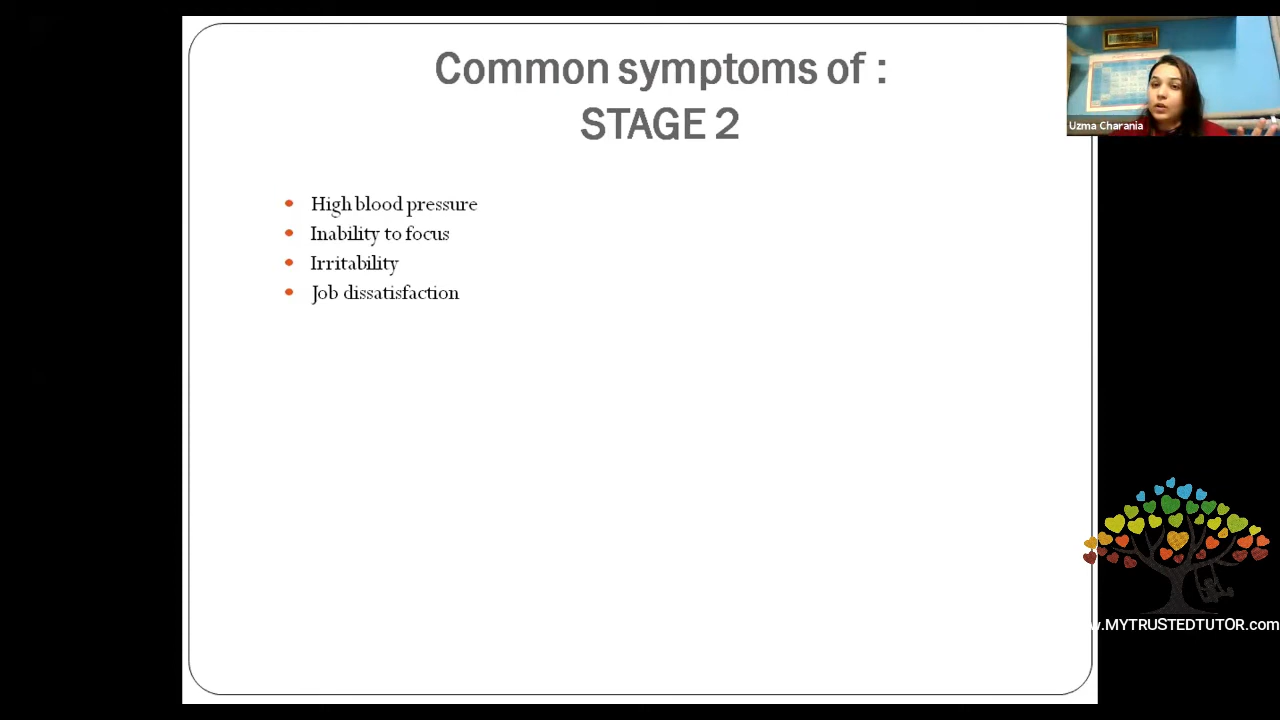 Common symptoms of :
STAGE 2
Uzma Charania
• High blood pressure
• Inability to focus
• Irritability
• Job dissatisfaction
w.MYTRUSTEDTUTOR.com